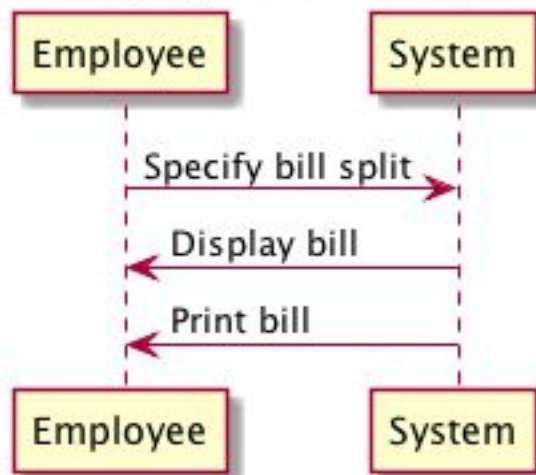 Employee System
Specify bill split
Display bill
Print bill
Employee System